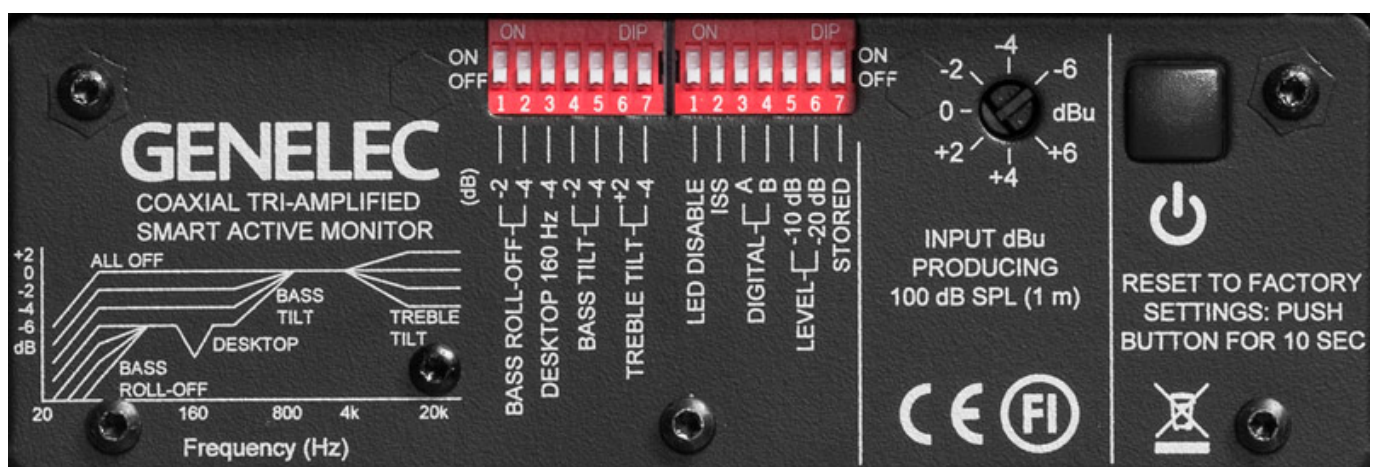 GENELEC
COAXIAL TRI-AMPLIFIED
SMART ACTIVE MONITOR
+2
0
-2
-4
-6
dB
ALL OFF
BASS
TILT
TREBLE
TILT
DESKTOP
BASS
ROLL-OFF
20
160
800
4k
20k
Frequency (Hz)
ON DIP
ON
OFF
1 2 3 4 5 6 7
(dB)
BASS ROLL-OFF -2 -4
DESKTOP 160 Hz -4
BASS TILT -2 -4
TREBLE TILT +2 -4
ON DIP
ON
OFF
1 2 3 4 5 6 7
LED DISABLE
ISS
DIGITAL A B
LEVEL -10 dB -20 dB
STORED
-4
-2 -6
0 dBu
+2 +6
+4
INPUT dBu
PRODUCING
100 dB SPL (1 m)
CE FI
RESET TO FACTORY
SETTINGS: PUSH
BUTTON FOR 10 SEC